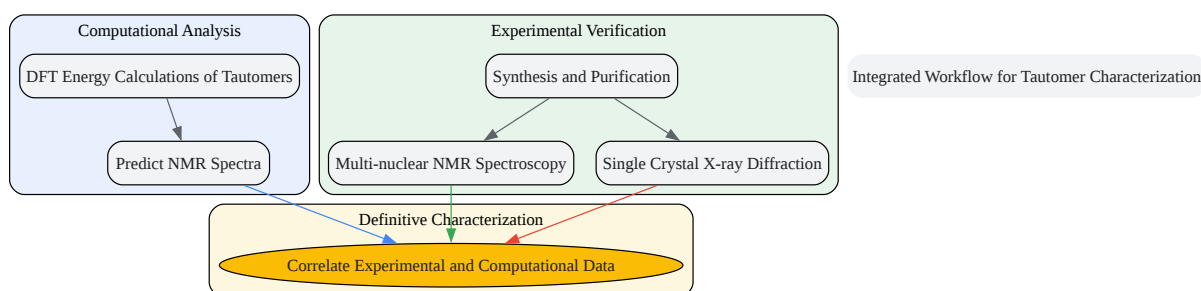 Computational Analysis
DFT Energy Calculations of Tautomers
Predict NMR Spectra
Experimental Verification
Synthesis and Purification
Multi-nuclear NMR Spectroscopy
Single Crystal X-ray Diffraction
Integrated Workflow for Tautomer Characterization
Definitive Characterization
Correlate Experimental and Computational Data